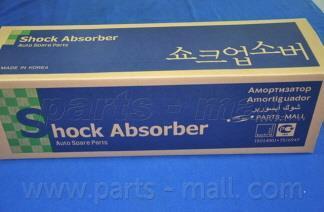 Shock Absorber
Auto Spare Parts
MADE IN KOREA
쇼크업소버
Амортизатор
Amortiguador
PARTS-MALL
Shock Absorber
Auto Spare Parts
www.parts-mall.com